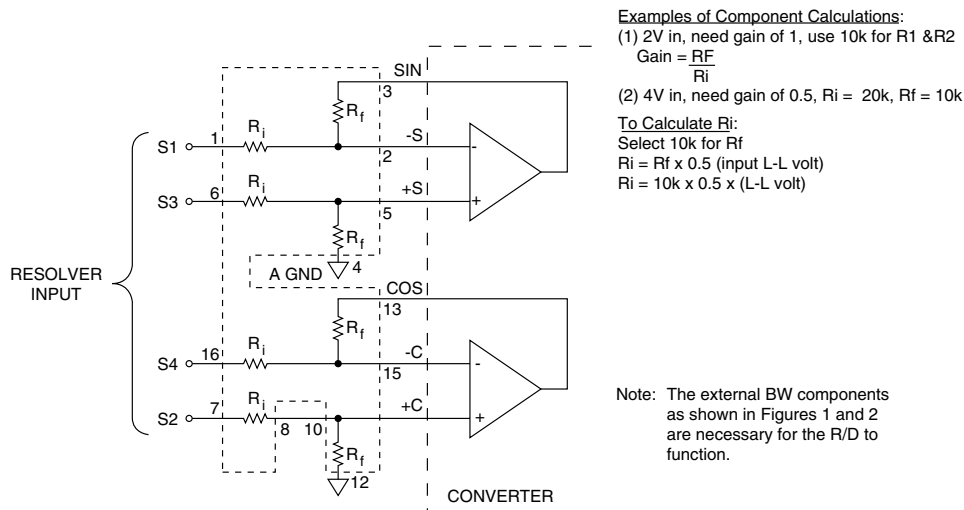 Examples of Component Calculations:
(1) 2V in, need gain of 1, use 10k for R1 &R2
Gain = RF
Ri
(2) 4V in, need gain of 0.5, Ri = 20k, Rf = 10k
To Calculate Ri:
Select 10k for Rf
Ri = Rf x 0.5 (input L-L volt)
Ri = 10k x 0.5 x (L-L volt)
SIN
3
Rf
S1
1
Ri
-S
2
-
S3
6
Ri
+S
5
+
Rf
A GND
4
RESOLVER
INPUT
COS
13
Rf
S4
16
Ri
-C
15
-
S2
7
Ri
8
10
+C
+
Rf
12
CONVERTER
Note: The external BW components
as shown in Figures 1 and 2
are necessary for the R/D to
function.